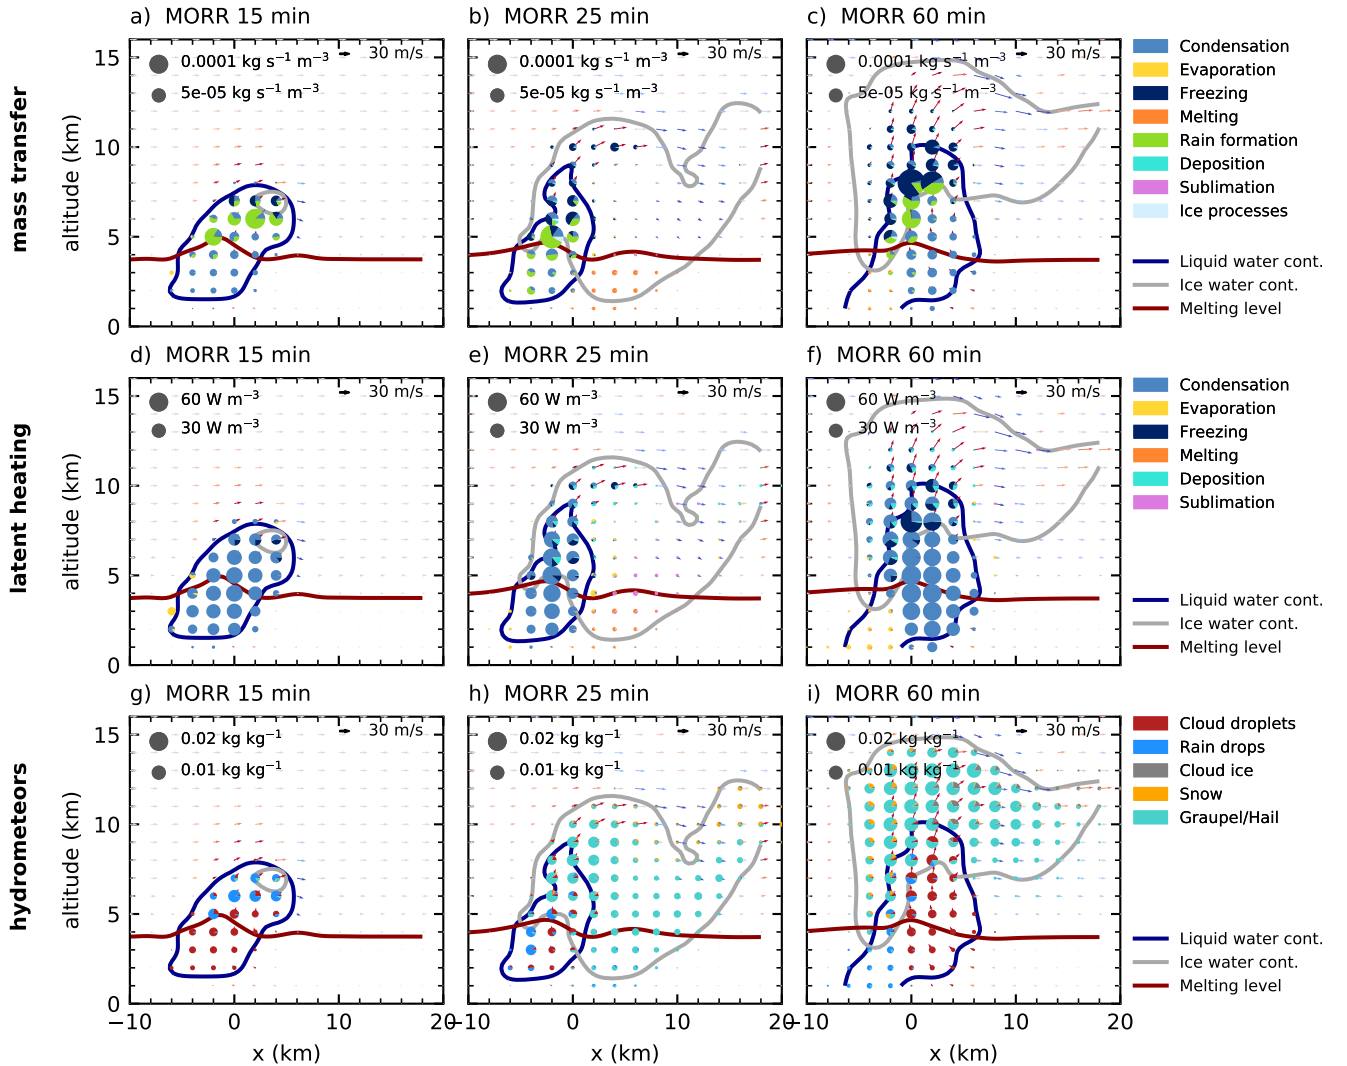 a) MORR 15 min
b) MORR 25 min
c) MORR 60 min
mass transfer
altitude (km)
15
10
5
0
0.0001 kg s⁻¹ m⁻³
5e-05 kg s⁻¹ m⁻³
30 m/s
0.0001 kg s⁻¹ m⁻³
5e-05 kg s⁻¹ m⁻³
30 m/s
0.0001 kg s⁻¹ m⁻³
5e-05 kg s⁻¹ m⁻³
30 m/s
Condensation
Evaporation
Freezing
Melting
Rain formation
Deposition
Sublimation
Ice processes
Liquid water cont.
Ice water cont.
Melting level
d) MORR 15 min
e) MORR 25 min
f) MORR 60 min
latent heating
altitude (km)
15
10
5
0
60 W m⁻³
30 W m⁻³
30 m/s
60 W m⁻³
30 W m⁻³
30 m/s
60 W m⁻³
30 W m⁻³
30 m/s
Condensation
Evaporation
Freezing
Melting
Deposition
Sublimation
Liquid water cont.
Ice water cont.
Melting level
g) MORR 15 min
h) MORR 25 min
i) MORR 60 min
hydrometeors
altitude (km)
15
10
5
0
0.02 kg kg⁻¹
0.01 kg kg⁻¹
30 m/s
0.02 kg kg⁻¹
0.01 kg kg⁻¹
30 m/s
0.02 kg kg⁻¹
0.01 kg kg⁻¹
30 m/s
Cloud droplets
Rain drops
Cloud ice
Snow
Graupel/Hail
Liquid water cont.
Ice water cont.
Melting level
−10 0 10 20
−10 0 10 20
−10 0 10 20
x (km)
x (km)
x (km)